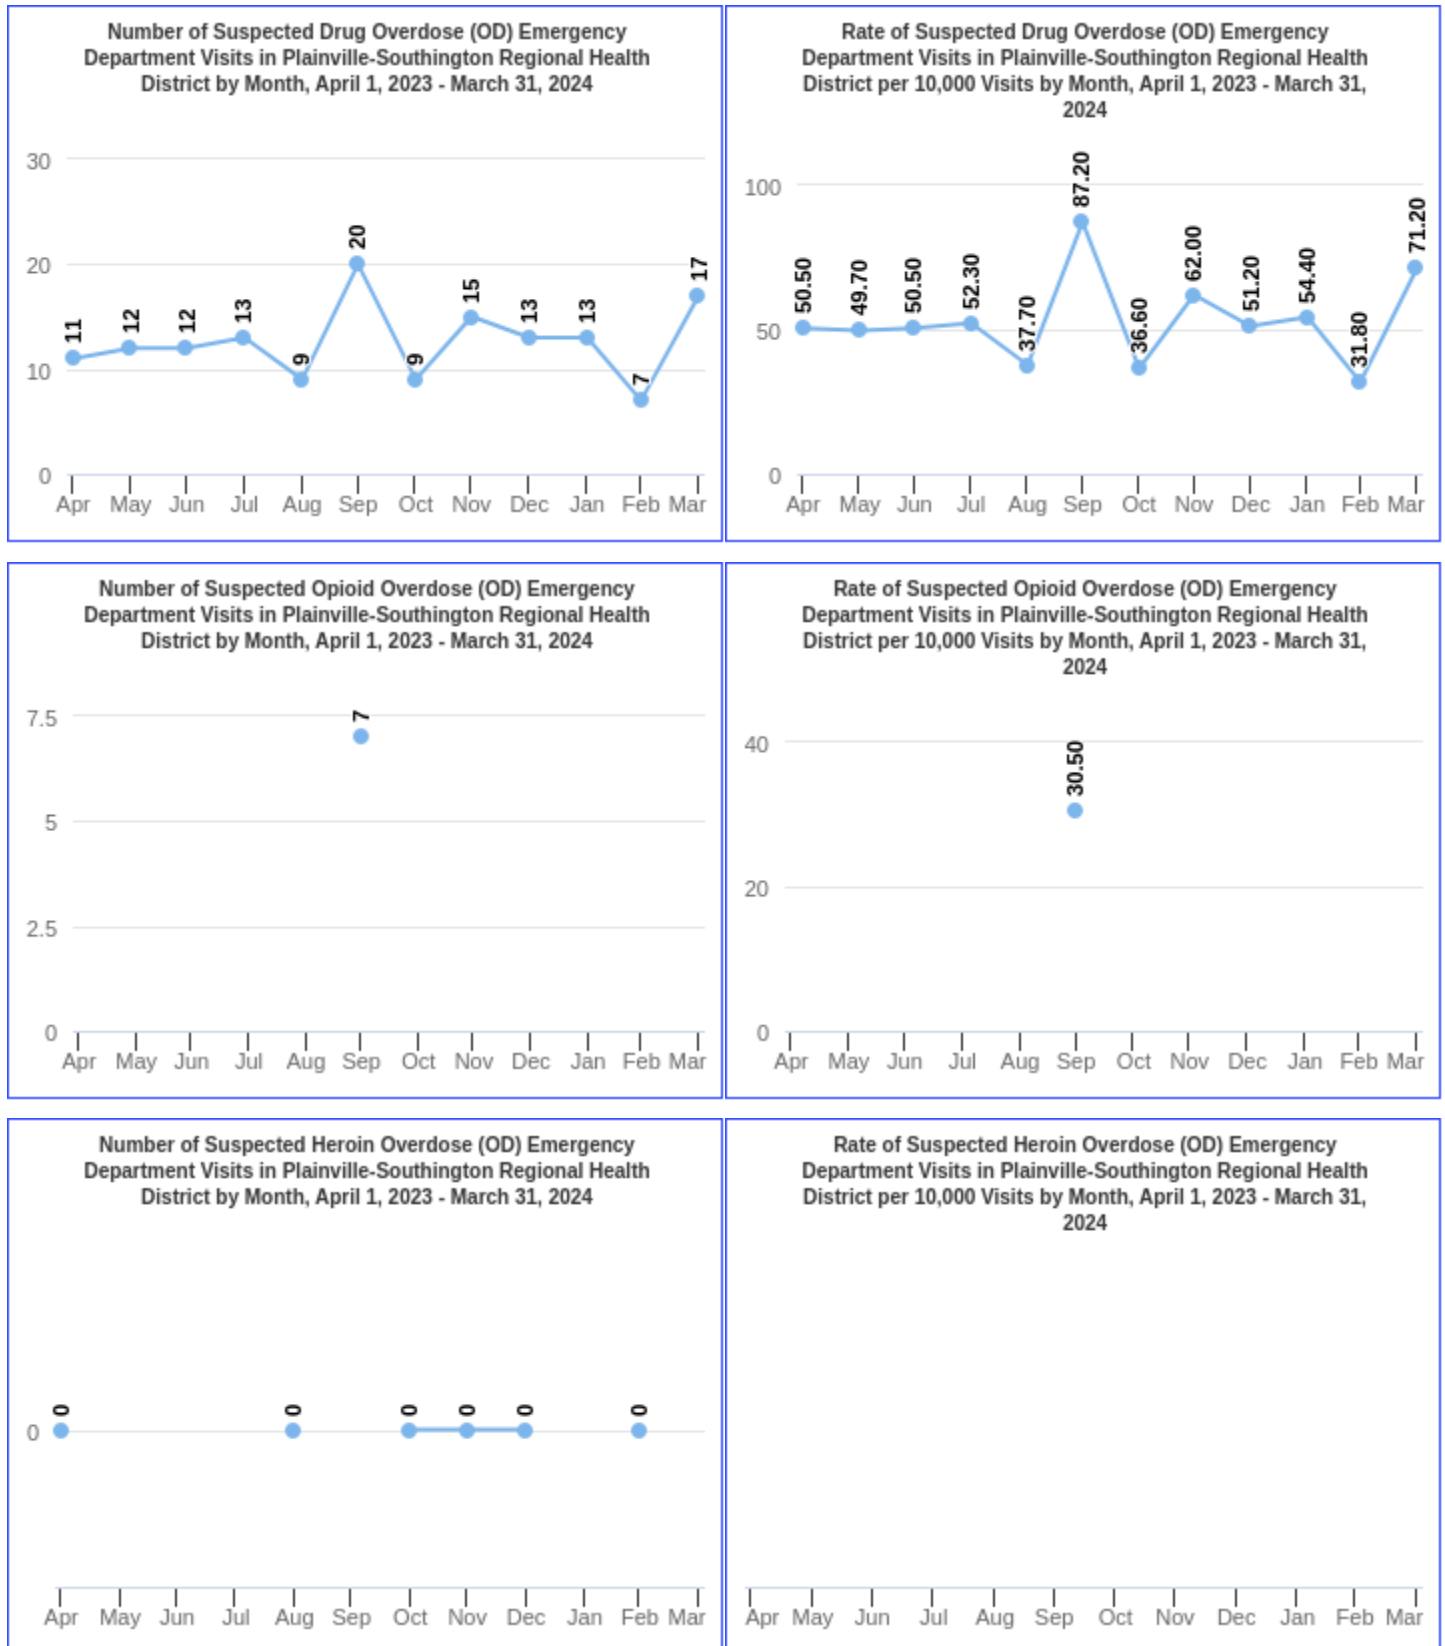 Number of Suspected Drug Overdose (OD) Emergency
Department Visits in Plainville-Southington Regional Health
District by Month, April 1, 2023 - March 31, 2024
30
20
10
0
11
12
12
13
9
20
9
15
13
13
7
17
Apr May Jun Jul Aug Sep Oct Nov Dec Jan Feb Mar
Rate of Suspected Drug Overdose (OD) Emergency
Department Visits in Plainville-Southington Regional Health
District per 10,000 Visits by Month, April 1, 2023 - March 31,
2024
100
50
0
50.50
49.70
50.50
52.30
37.70
87.20
36.60
62.00
51.20
54.40
31.80
71.20
Apr May Jun Jul Aug Sep Oct Nov Dec Jan Feb Mar
Number of Suspected Opioid Overdose (OD) Emergency
Department Visits in Plainville-Southington Regional Health
District by Month, April 1, 2023 - March 31, 2024
7.5
5
2.5
0
7
Apr May Jun Jul Aug Sep Oct Nov Dec Jan Feb Mar
Rate of Suspected Opioid Overdose (OD) Emergency
Department Visits in Plainville-Southington Regional Health
District per 10,000 Visits by Month, April 1, 2023 - March 31,
2024
40
20
0
30.50
Apr May Jun Jul Aug Sep Oct Nov Dec Jan Feb Mar
Number of Suspected Heroin Overdose (OD) Emergency
Department Visits in Plainville-Southington Regional Health
District by Month, April 1, 2023 - March 31, 2024
0
0
0
0
0
0
0
Apr May Jun Jul Aug Sep Oct Nov Dec Jan Feb Mar
Rate of Suspected Heroin Overdose (OD) Emergency
Department Visits in Plainville-Southington Regional Health
District per 10,000 Visits by Month, April 1, 2023 - March 31,
2024
Apr May Jun Jul Aug Sep Oct Nov Dec Jan Feb Mar